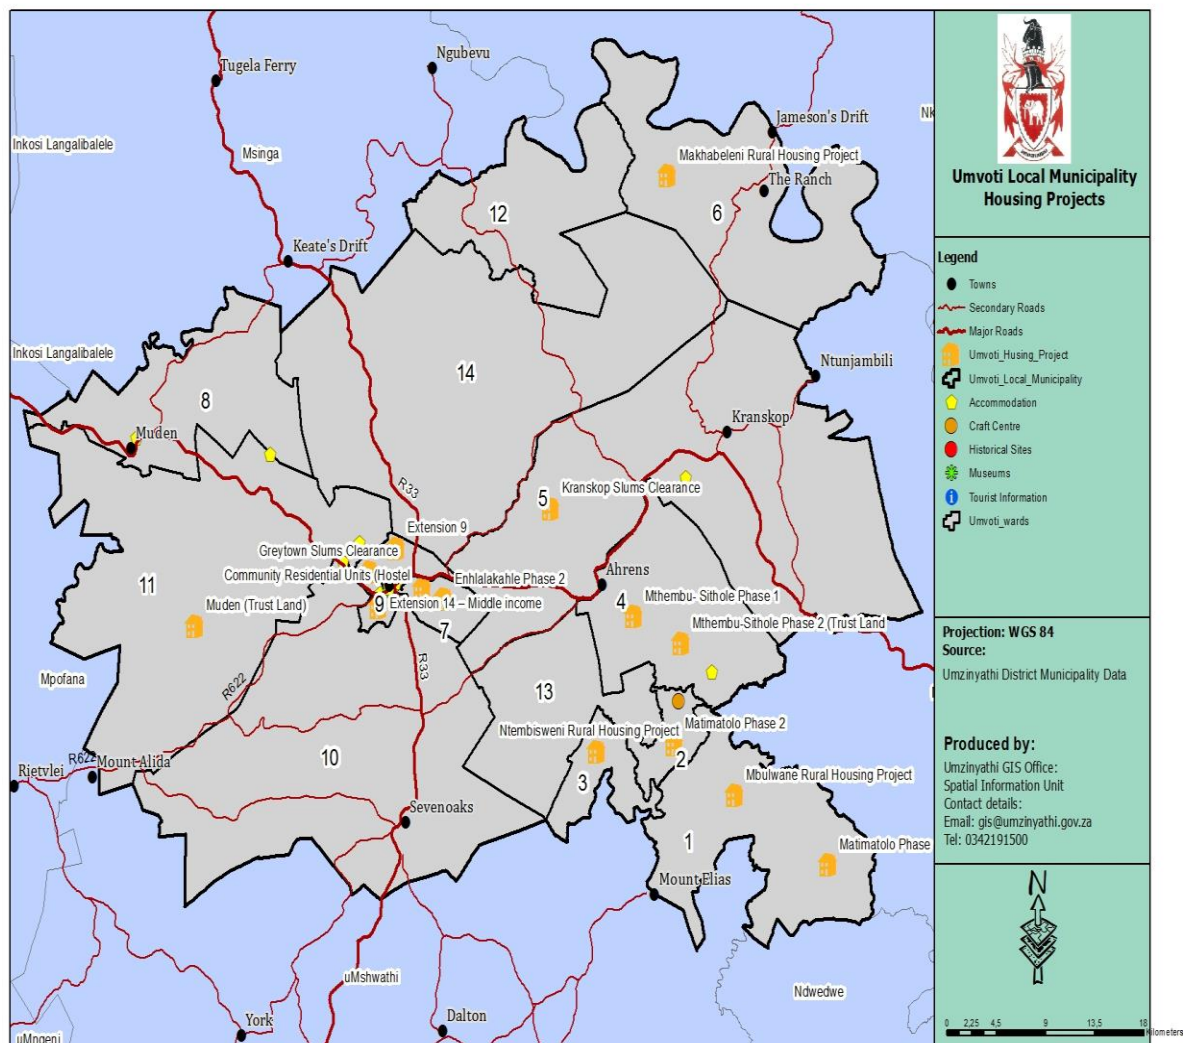 Ngubevu
Tugela Ferry
Jameson's Drift
Inkosi Langalibalele
Msinga
Makhabeleni Rural Housing Project
The Ranch
12
6
Keate's Drift
Inkosi Langalibalele
14
8
Ntunjambili
Muden
Kranskop
R33
5
Kranskop Slums Clearance
Extension 9
Greytown Slums Clearance
Community Residential Units (Hostel
Enhlalakahle Phase 2
Ahrens
11
Muden (Trust Land)
9
Extension 14 – Middle income
4
Mthembu- Sithole Phase 1
7
Mthembu-Sithole Phase 2 (Trust Land
R33
Mpofana
R622
13
Ntembisweni Rural Housing Project
Matimatolo Phase 2
10
R622
Mount Alida
Rietvlei
3
2
Mbulwane Rural Housing Project
Sevenoaks
1
Matimatolo Phase
Mount Elias
uMshwathi
Ndwedwe
York
Dalton
uMngeni
Umvoti Local Municipality
Housing Projects
Legend
Towns
Secondary Roads
Major Roads
Umvoti_Husing_Project
Umvoti_Local_Municipality
Accommodation
Craft Centre
Historical Sites
Museums
Tourist Information
Umvoti_wards
Projection: WGS 84
Source:
Umzinyathi District Municipality Data
Produced by:
Umzinyathi GIS Office:
Spatial Information Unit
Contact details:
Email: gis@umzinyathi.gov.za
Tel: 0342191500
N
0 2,25 4,5 9 13,5 18
Kilometers